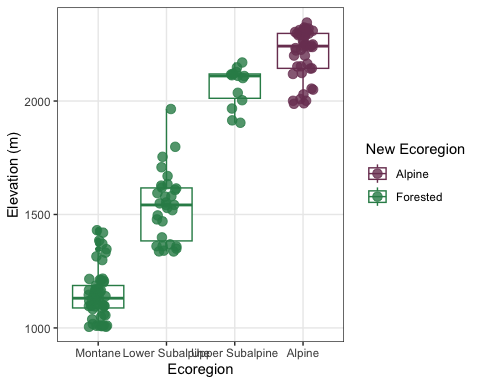 Elevation (m)
2000
1500
1000
Montane Lower Subalpine Upper Subalpine Alpine
Ecoregion
New Ecoregion
Alpine
Forested